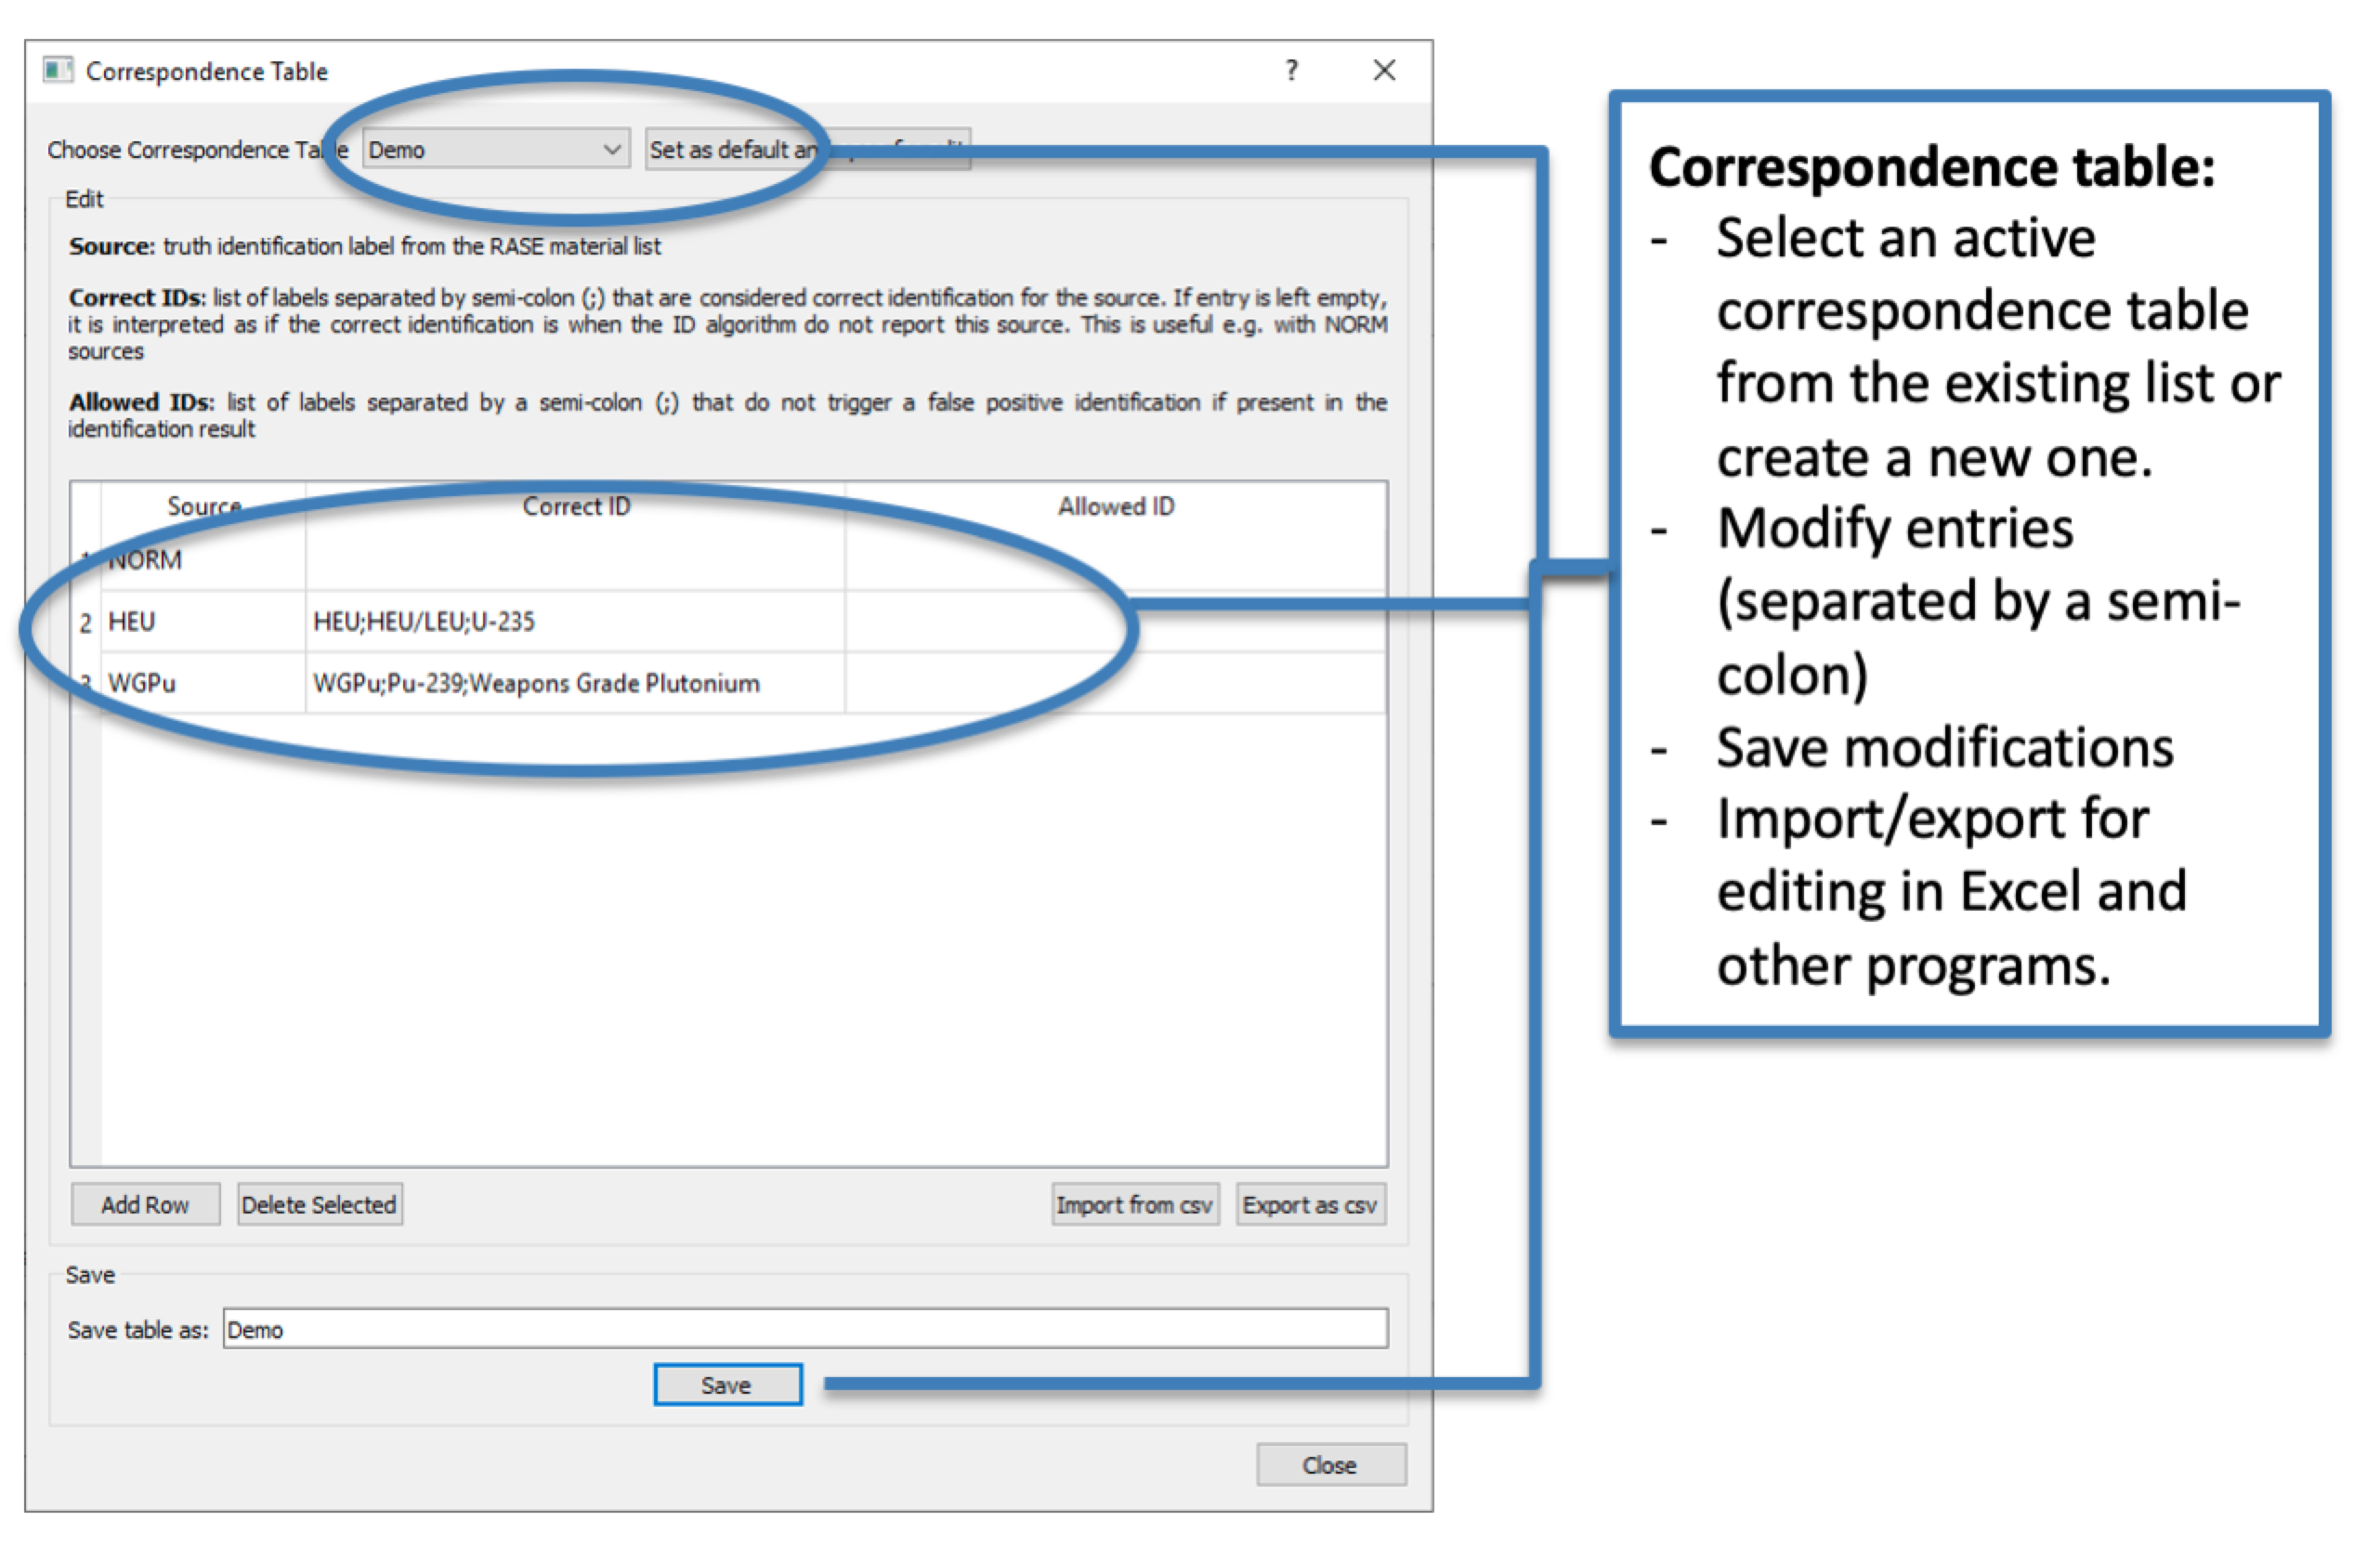 Correspondence Table
?
Choose Correspondence Table Demo Set as default
Edit
Source: truth identification label from the RASE material list
Correct IDs: list of labels separated by semi-colon (;) that are considered correct identification for the source. If entry is left empty,
it is interpreted as if the correct identification is when the ID algorithm do not report this source. This is useful e.g. with NORM
sources
Allowed IDs: list of labels separated by a semi-colon (;) that do not trigger a false positive identification if present in the
identification result
Source Correct ID Allowed ID
NORM
2 HEU HEU;HEU/LEU;U-235
3 WGPu WGPu;Pu-239;Weapons Grade Plutonium
Add Row Delete Selected Import from csv Export as csv
Save
Save table as: Demo
Save
Close
Correspondence table:
- Select an active
correspondence table
from the existing list or
create a new one.
- Modify entries
(separated by a semi-
colon)
- Save modifications
- Import/export for
editing in Excel and
other programs.